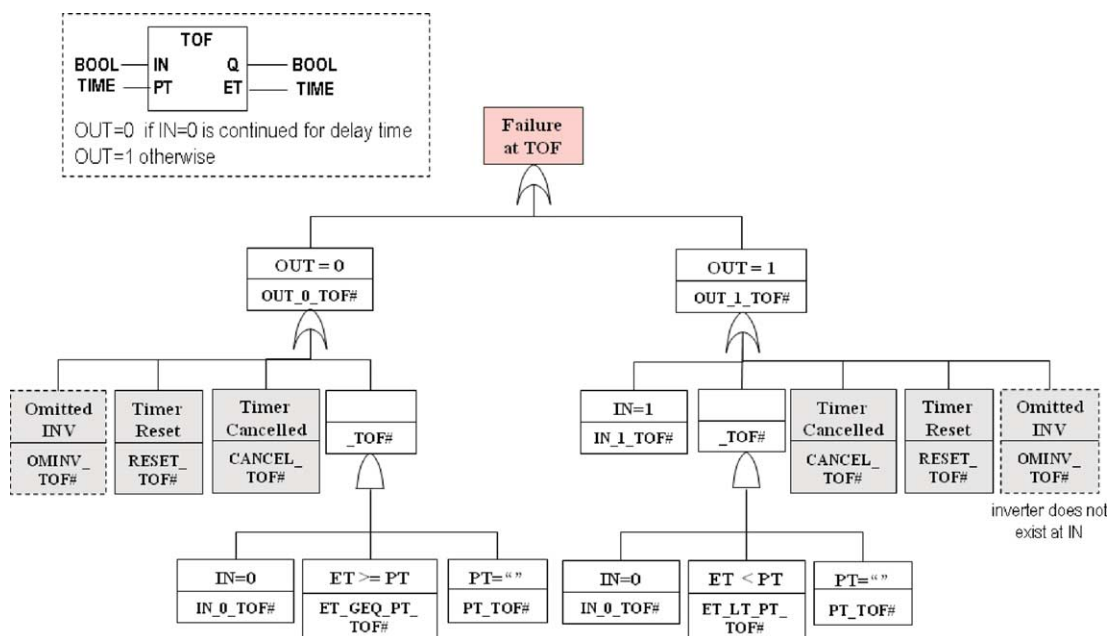 TOF
BOOL IN Q BOOL
TIME PT ET TIME
OUT=0 if IN=0 is continued for delay time
OUT=1 otherwise
Failure
at TOF
OUT = 0
OUT_0_TOF#
OUT = 1
OUT_1_TOF#
Omitted
INV
OMINV_
TOF#
Timer
Reset
RESET_
TOF#
Timer
Cancelled
CANCEL_
TOF#
_TOF#
IN=1
IN_1_TOF#
_TOF#
Timer
Cancelled
CANCEL_
TOF#
Timer
Reset
RESET_
TOF#
Omitted
INV
OMINV_
TOF#
inverter does not
exist at IN
IN=0
IN_0_TOF#
ET >= PT
ET_GEQ_PT_
TOF#
PT=“”
PT_TOF#
IN=0
IN_0_TOF#
ET < PT
ET_LT_PT_
TOF#
PT=“”
PT_TOF#